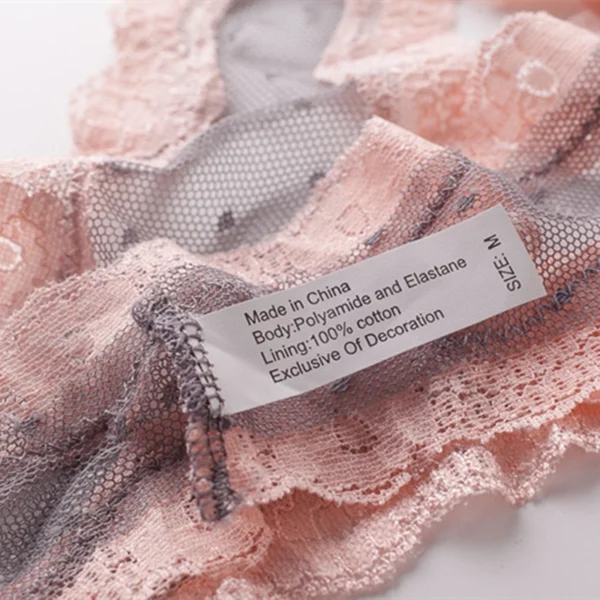 Made in China
Body:Polyamide and Elastane
Lining:100% cotton
Exclusive Of Decoration
SIZE: M